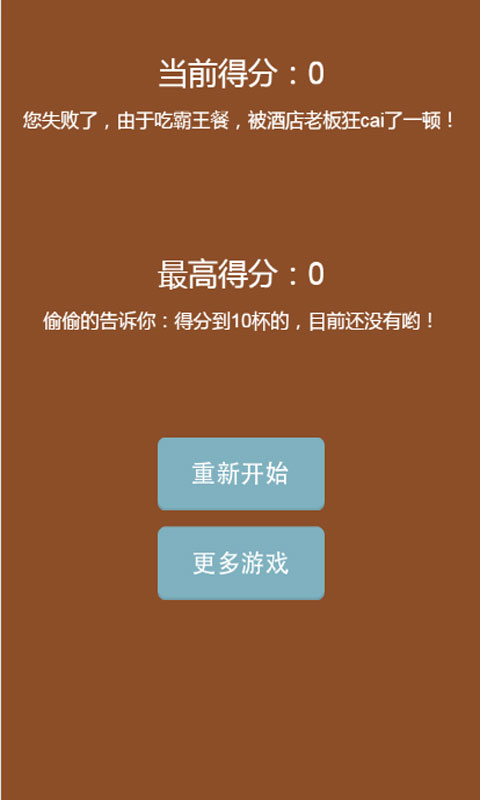 当前得分：0
您失败了，由于吃霸王餐，被酒店老板狂cai了一顿！
最高得分：0
偷偷的告诉你：得分到10杯的，目前还没有哟！
重新开始
更多游戏